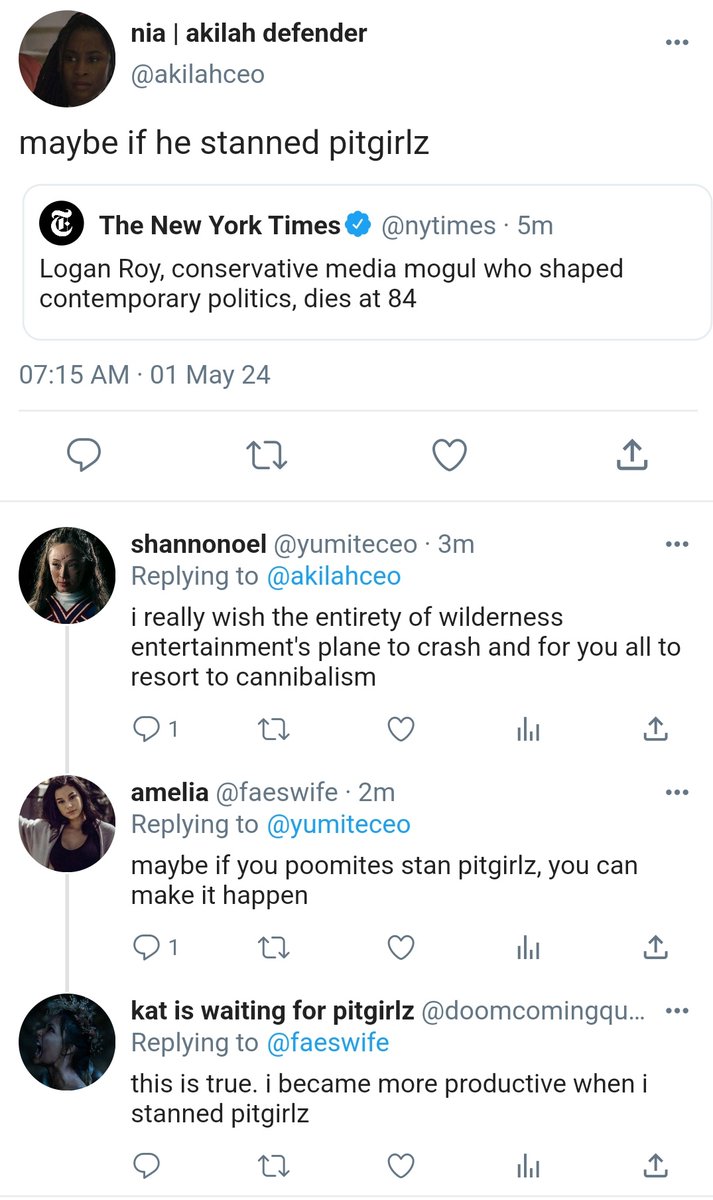 nia | akilah defender
@akilahceo
maybe if he stanned pitgirlz
The New York Times @nytimes · 5m
Logan Roy, conservative media mogul who shaped
contemporary politics, dies at 84
07:15 AM · 01 May 24
shannonoel @yumiteceo · 3m
Replying to @akilahceo
i really wish the entirety of wilderness
entertainment's plane to crash and for you all to
resort to cannibalism
1
amelia @faeswife · 2m
Replying to @yumiteceo
maybe if you poomites stan pitgirlz, you can
make it happen
1
kat is waiting for pitgirlz @doomcomingqu...
Replying to @faeswife
this is true. i became more productive when i
stanned pitgirlz